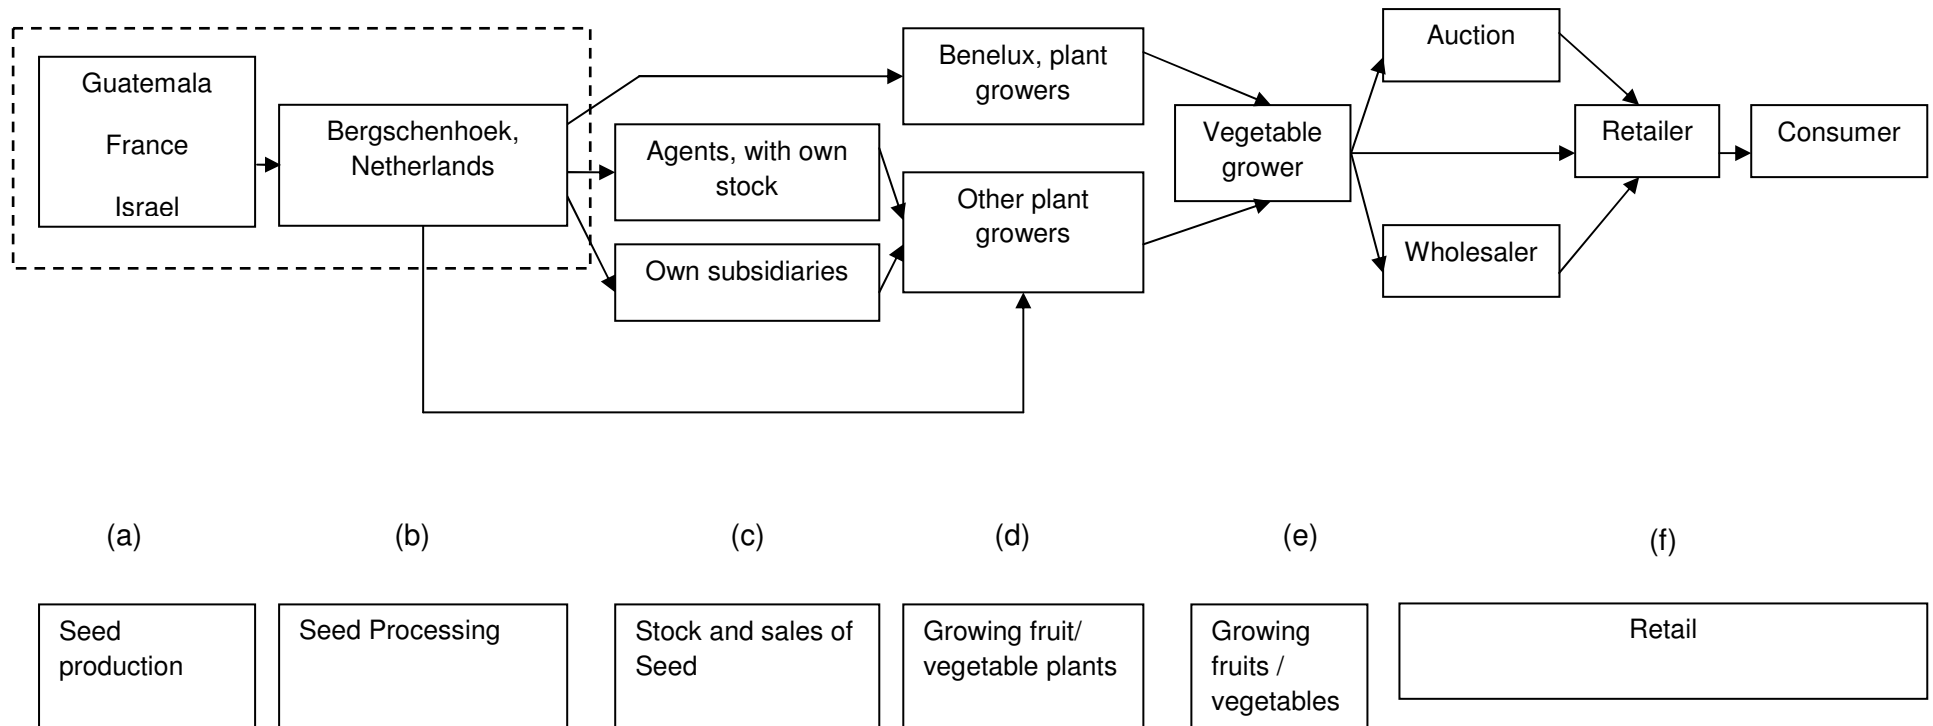 Guatemala
France
Israel
Bergschenhoek,
Netherlands
Agents, with own
stock
Own subsidiaries
Benelux, plant
growers
Other plant
growers
Vegetable
grower
Auction
Wholesaler
Retailer
Consumer
(a)
(b)
(c)
(d)
(e)
(f)
Seed
production
Seed Processing
Stock and sales of
Seed
Growing fruit/
vegetable plants
Growing
fruits /
vegetables
Retail